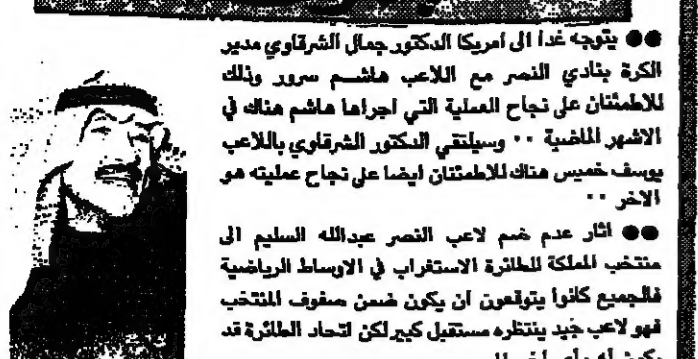 ●● يتوجه غدا الى امريكا الدكتور جمال الشرقاوي مدير
الكرة بنادي النصر مع اللاعب هاشم سرور وذلك
للاطمئنان على نجاح العملية التي اجراها هاشم هناك في
الاشهر الماضية ٠٠ وسيلتقي الدكتور الشرقاوي باللاعب
يوسف خميس هناك للاطمئنان ايضا على نجاح عمليته هو
الاخر ٠٠
●● اثار عدم ضم لاعب النصر عبدالله السليم الى
منتخب المملكة للطائرة الاستغراب في الاوساط الرياضية
فالجميع كانوا يتوقعون ان يكون ضمن صفوف المنتخب
فهو لاعب جيد ينتظره مستقبل كبير لكن اتحاد الطائرة قد